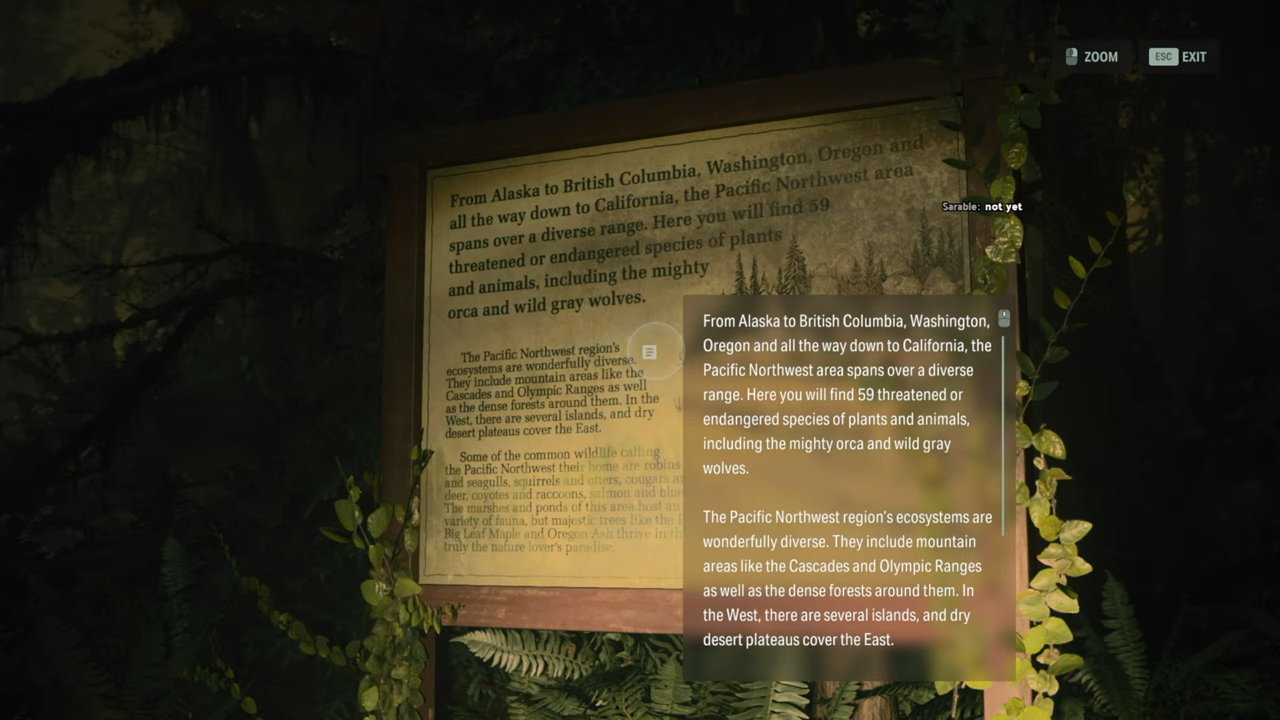 ZOOM
ESC EXIT
From Alaska to British Columbia, Washington, Oregon and
all the way down to California, the Pacific Northwest area
spans over a diverse range. Here you will find 59
threatened or endangered species of plants
and animals, including the mighty
orca and wild gray wolves.
Sarable: not yet
The Pacific Northwest region's
ecosystems are wonderfully diverse.
They include mountain areas like the
Cascades and Olympic Ranges as well
as the dense forests around them. In the
West, there are several islands, and dry
desert plateaus cover the East.
Some of the common wildlife calling
the Pacific Northwest their home are robins
and seagulls, squirrels and otters, cougars
deer, coyotes and raccoons, salmon and blue
The marshes and ponds of this area host an
variety of fauna, but majestic trees like the
Big Leaf Maple and Oregon Ash thrive in th
truly the nature lover's paradise.
From Alaska to British Columbia, Washington,
Oregon and all the way down to California, the
Pacific Northwest area spans over a diverse
range. Here you will find 59 threatened or
endangered species of plants and animals,
including the mighty orca and wild gray
wolves.
The Pacific Northwest region's ecosystems are
wonderfully diverse. They include mountain
areas like the Cascades and Olympic Ranges
as well as the dense forests around them. In
the West, there are several islands, and dry
desert plateaus cover the East.